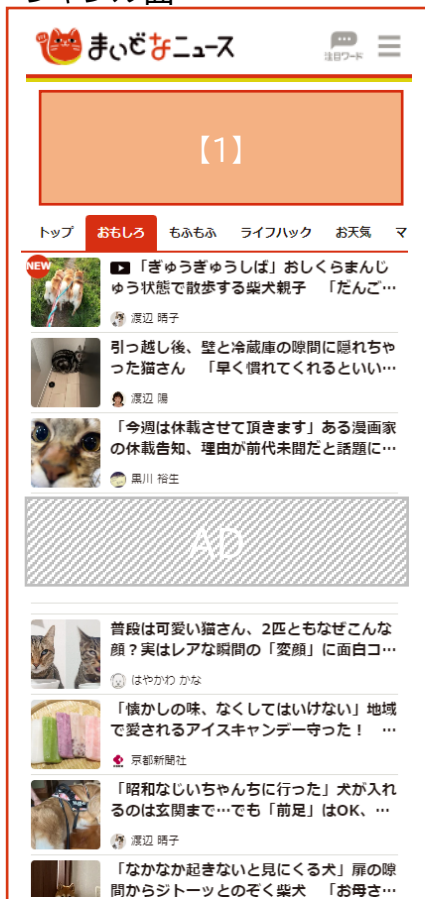 まいどなニュース
注目ワード
【1】
トップ おもしろ もふもふ ライフハック お天気 マ
NEW
「ぎゅうぎゅうしば」おしくらまんじ
ゅう状態で散歩する柴犬親子 「だんご…
渡辺 晴子
引っ越し後、壁と冷蔵庫の隙間に隠れちゃ
った猫さん 「早く慣れてくれるといい…
渡辺 陽
「今週は休載させて頂きます」ある漫画家
の休載告知、理由が前代未聞だと話題に…
黒川 裕生
AD
普段は可愛い猫さん、2匹ともなぜこんな
顔？実はレアな瞬間の「変顔」に面白コ…
はやかわ かな
「懐かしの味、なくしてはいけない」地域
で愛されるアイスキャンデー守った！ …
京都新聞社
「昭和なじいちゃんちに行った」犬が入れ
るのは玄関まで…でも「前足」はOK、…
渡辺 晴子
「なかなか起きないと見にくる犬」扉の隙
間からジトーッとのぞく柴犬 「お母さ…